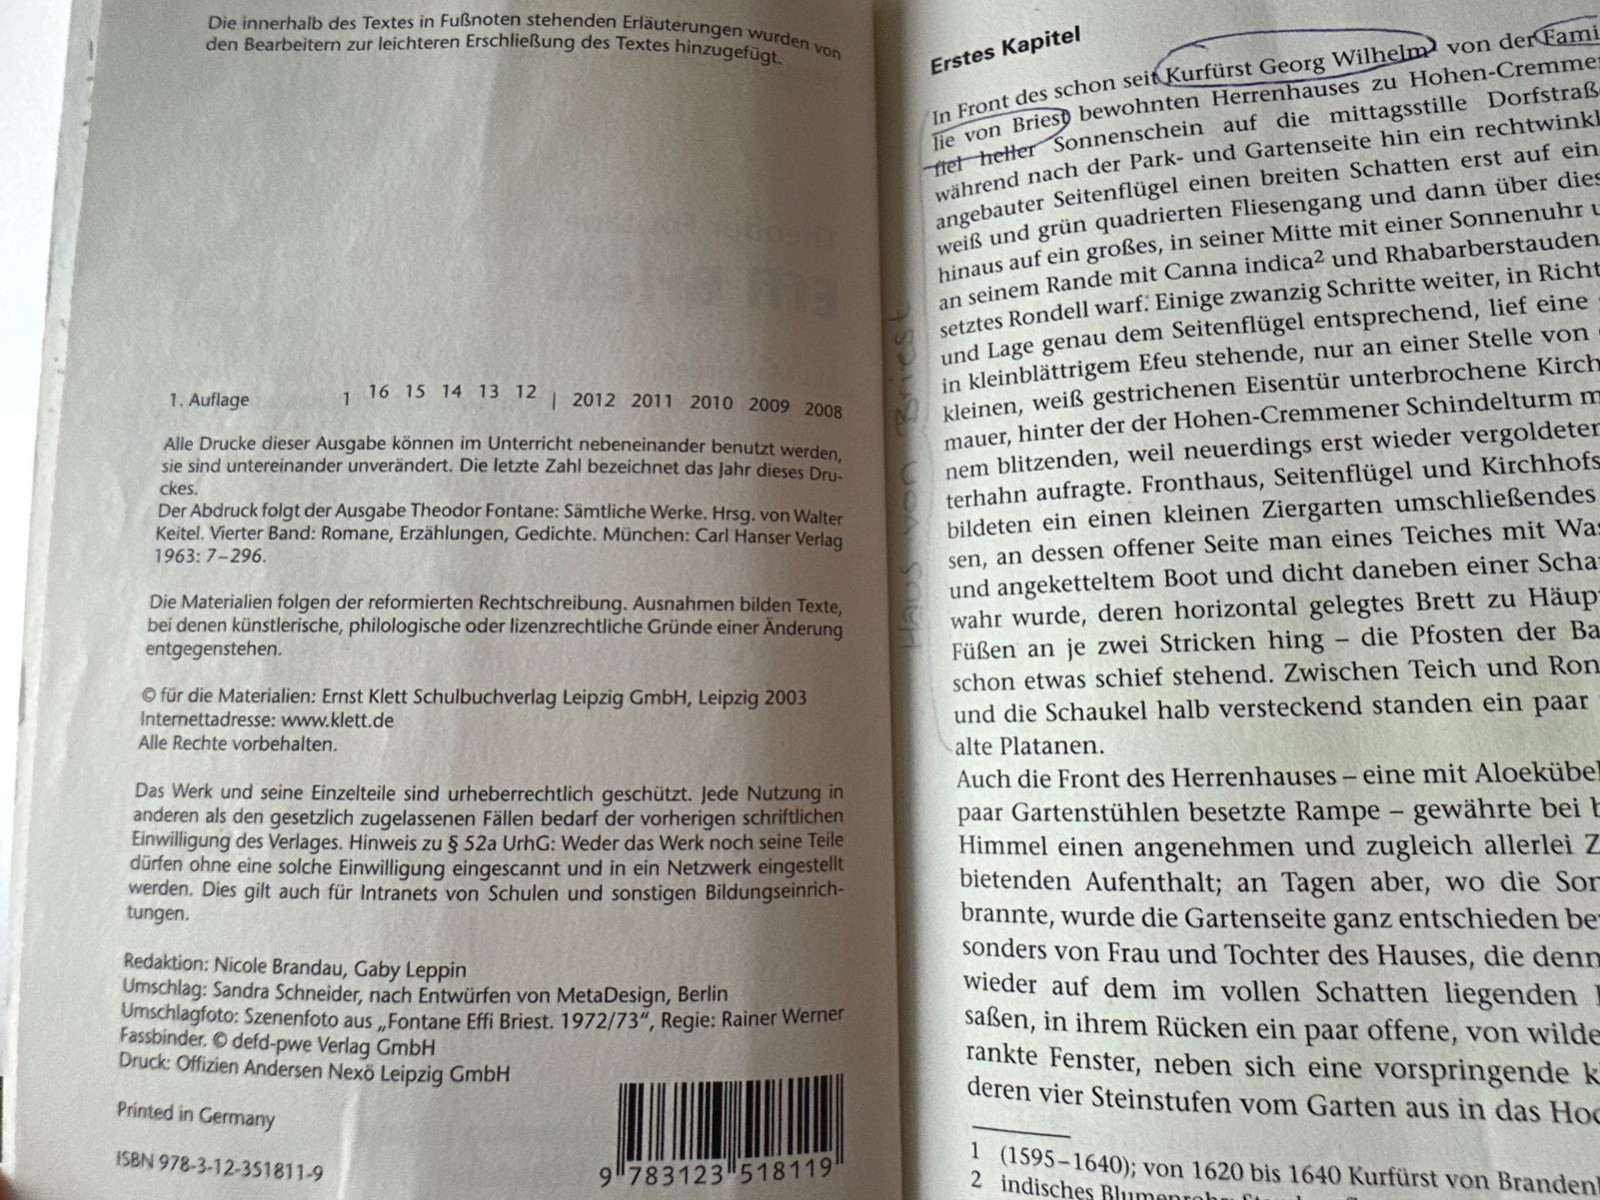 Die innerhalb des Textes in Fußnoten stehenden Erläuterungen wurden von
den Bearbeitern zur leichteren Erschließung des Textes hinzugefügt.
1. Auflage 1 16 15 14 13 12 | 2012 2011 2010 2009 2008
Alle Drucke dieser Ausgabe können im Unterricht nebeneinander benutzt werden,
sie sind untereinander unverändert. Die letzte Zahl bezeichnet das Jahr dieses Dru-
ckes.
Der Abdruck folgt der Ausgabe Theodor Fontane: Sämtliche Werke. Hrsg. von Walter
Keitel. Vierter Band: Romane, Erzählungen, Gedichte. München: Carl Hanser Verlag
1963: 7–296.
Die Materialien folgen der reformierten Rechtschreibung. Ausnahmen bilden Texte,
bei denen künstlerische, philologische oder lizenzrechtliche Gründe einer Änderung
entgegenstehen.
© für die Materialien: Ernst Klett Schulbuchverlag Leipzig GmbH, Leipzig 2003
Internettadresse: www.klett.de
Alle Rechte vorbehalten.
Das Werk und seine Einzelteile sind urheberrechtlich geschützt. Jede Nutzung in
anderen als den gesetzlich zugelassenen Fällen bedarf der vorherigen schriftlichen
Einwilligung des Verlages. Hinweis zu § 52a UrhG: Weder das Werk noch seine Teile
dürfen ohne eine solche Einwilligung eingescannt und in ein Netzwerk eingestellt
werden. Dies gilt auch für Intranets von Schulen und sonstigen Bildungseinrich-
tungen.
Redaktion: Nicole Brandau, Gaby Leppin
Umschlag: Sandra Schneider, nach Entwürfen von MetaDesign, Berlin
Umschlagfoto: Szenenfoto aus „Fontane Effi Briest. 1972/73“, Regie: Rainer Werner
Fassbinder. © defd-pwe Verlag GmbH
Druck: Offizien Andersen Nexö Leipzig GmbH
Printed in Germany
ISBN 978-3-12-351811-9
9 783123 518119
Haus von Briest
Erstes Kapitel
In Front des schon seit Kurfürst Georg Wilhelm¹ von der Fami
lie von Briest bewohnten Herrenhauses zu Hohen-Cremme
fiel heller Sonnenschein auf die mittagsstille Dorfstraß
während nach der Park- und Gartenseite hin ein rechtwinkl
angebauter Seitenflügel einen breiten Schatten erst auf ein
weiß und grün quadrierten Fliesengang und dann über dies
hinaus auf ein großes, in seiner Mitte mit einer Sonnenuhr u
an seinem Rande mit Canna indica² und Rhabarberstauden
setztes Rondell warf. Einige zwanzig Schritte weiter, in Richt
und Lage genau dem Seitenflügel entsprechend, lief eine
in kleinblättrigem Efeu stehende, nur an einer Stelle von
kleinen, weiß gestrichenen Eisentür unterbrochene Kirch
mauer, hinter der der Hohen-Cremmener Schindelturm m
nem blitzenden, weil neuerdings erst wieder vergoldeten
terhahn aufragte. Fronthaus, Seitenflügel und Kirchhofs
bildeten ein einen kleinen Ziergarten umschließendes
sen, an dessen offener Seite man eines Teiches mit Was
und angekettetem Boot und dicht daneben einer Scha
wahr wurde, deren horizontal gelegtes Brett zu Häup
Füßen an je zwei Stricken hing – die Pfosten der Ba
schon etwas schief stehend. Zwischen Teich und Ron
und die Schaukel halb versteckend standen ein paar
alte Platanen.
Auch die Front des Herrenhauses – eine mit Aloekübel
paar Gartenstühlen besetzte Rampe – gewährte bei b
Himmel einen angenehmen und zugleich allerlei Z
bietenden Aufenthalt; an Tagen aber, wo die Son
brannte, wurde die Gartenseite ganz entschieden be
sonders von Frau und Tochter des Hauses, die denn
wieder auf dem im vollen Schatten liegenden
saßen, in ihrem Rücken ein paar offene, von wilde
rankte Fenster, neben sich eine vorspringende k
deren vier Steinstufen vom Garten aus in das Hoc
1 (1595–1640); von 1620 bis 1640 Kurfürst von Branden
2 indisches Blumenrohr;